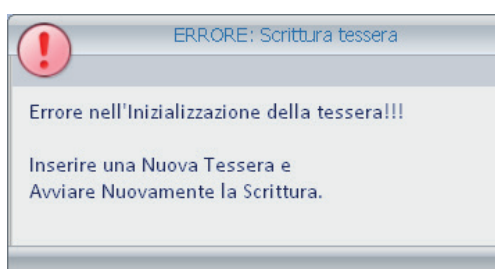 ERRORE: Scrittura tessera
Errore nell'Inizializzazione della tessera!!!
Inserire una Nuova Tessera e
Avviare Nuovamente la Scrittura.